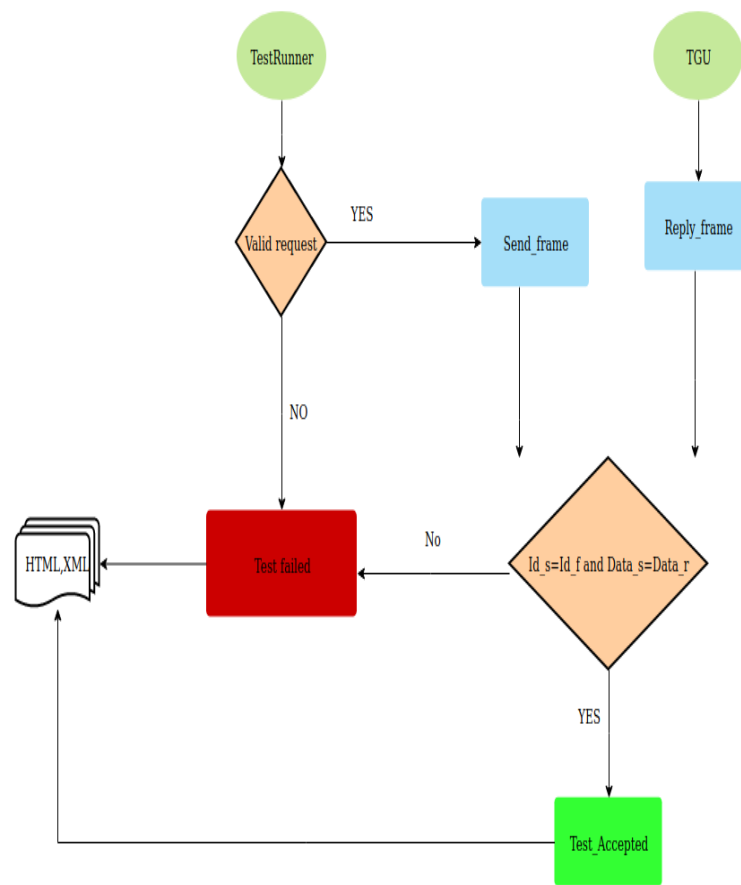 TestRunner
TGU
YES
Valid request
Send_frame
Reply_frame
NO
No
HTML,XML
Test failed
Id_s=Id_f and Data_s=Data_r
YES
Test_Accepted